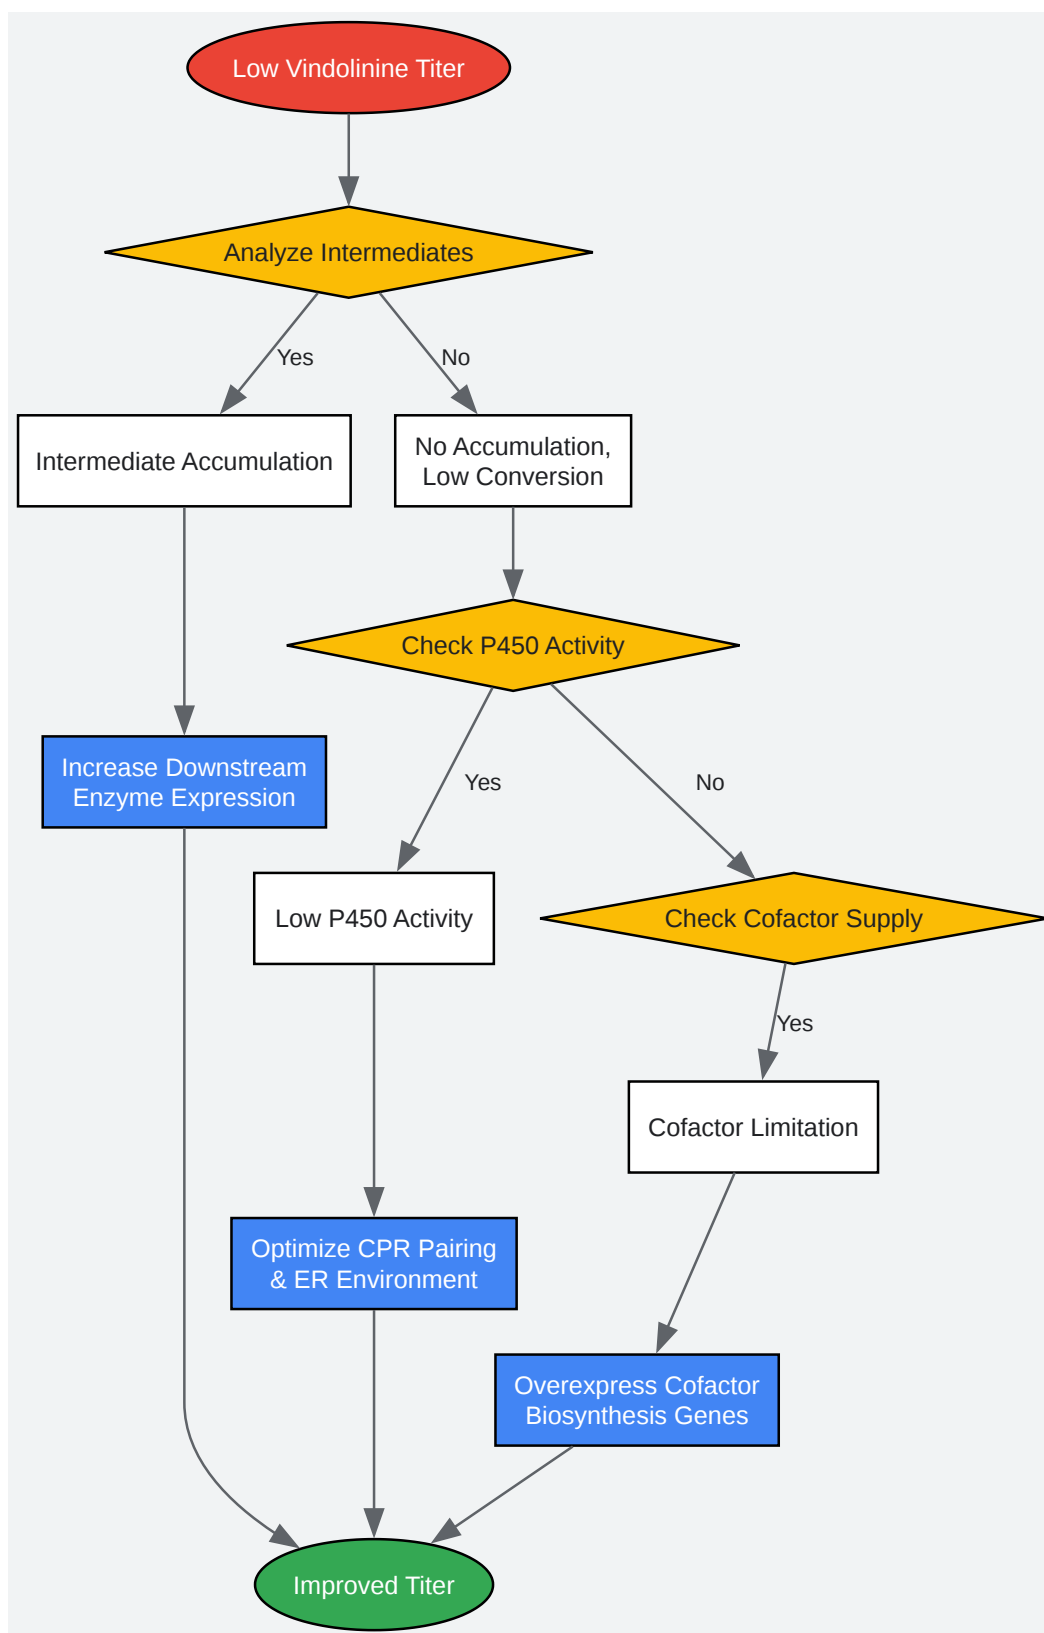 Low Vindolinine Titer
Analyze Intermediates
Yes
No
Intermediate Accumulation
No Accumulation,
Low Conversion
Check P450 Activity
Increase Downstream
Enzyme Expression
Yes
No
Low P450 Activity
Check Cofactor Supply
Yes
Cofactor Limitation
Optimize CPR Pairing
& ER Environment
Overexpress Cofactor
Biosynthesis Genes
Improved Titer